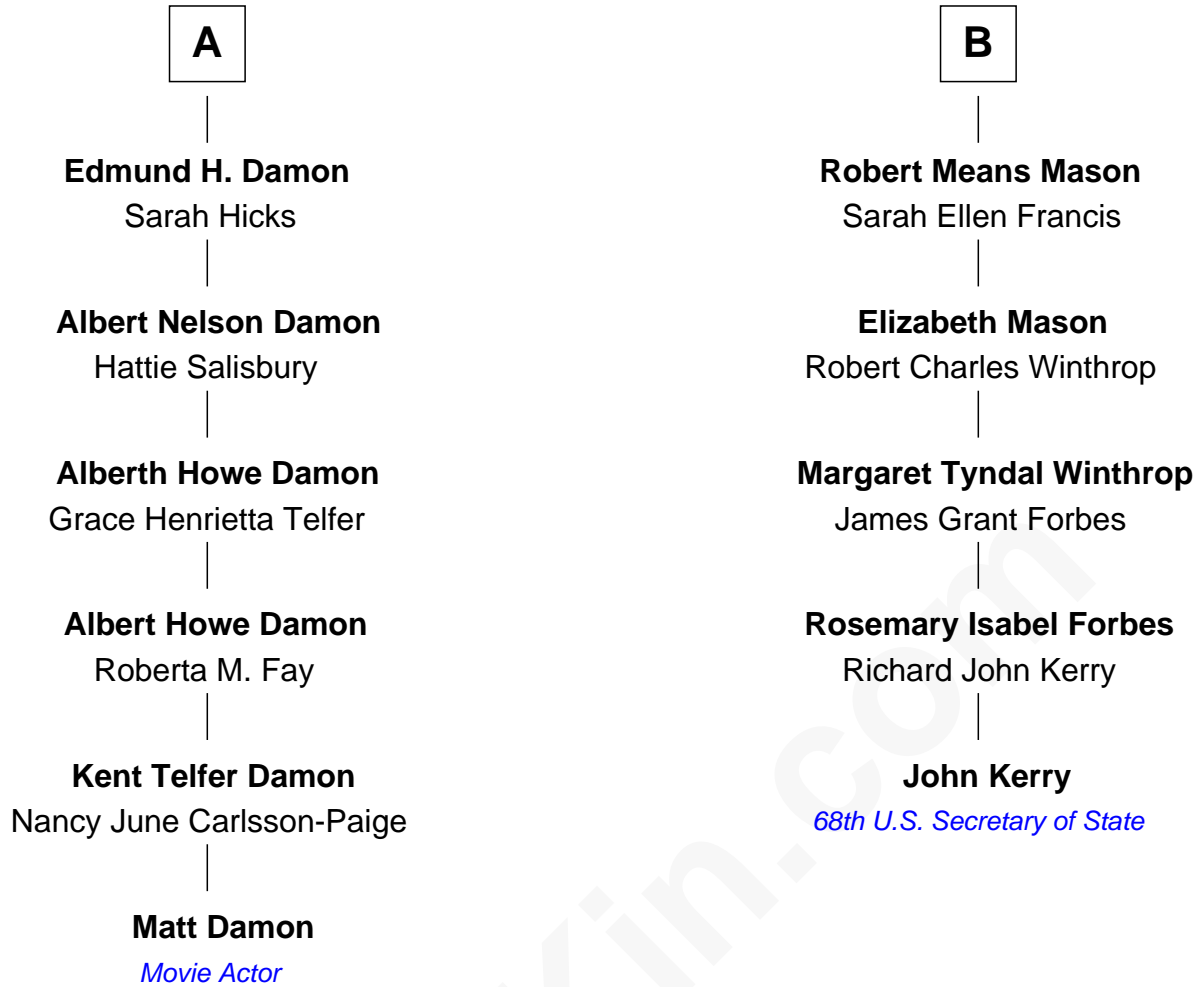 A
Edmund H. Damon
Sarah Hicks
Albert Nelson Damon
Hattie Salisbury
Alberth Howe Damon
Grace Henrietta Telfer
Albert Howe Damon
Roberta M. Fay
Kent Telfer Damon
Nancy June Carlsson-Paige
Matt Damon
Movie Actor
B
Robert Means Mason
Sarah Ellen Francis
Elizabeth Mason
Robert Charles Winthrop
Margaret Tyndal Winthrop
James Grant Forbes
Rosemary Isabel Forbes
Richard John Kerry
John Kerry
68th U.S. Secretary of State
Kin.com